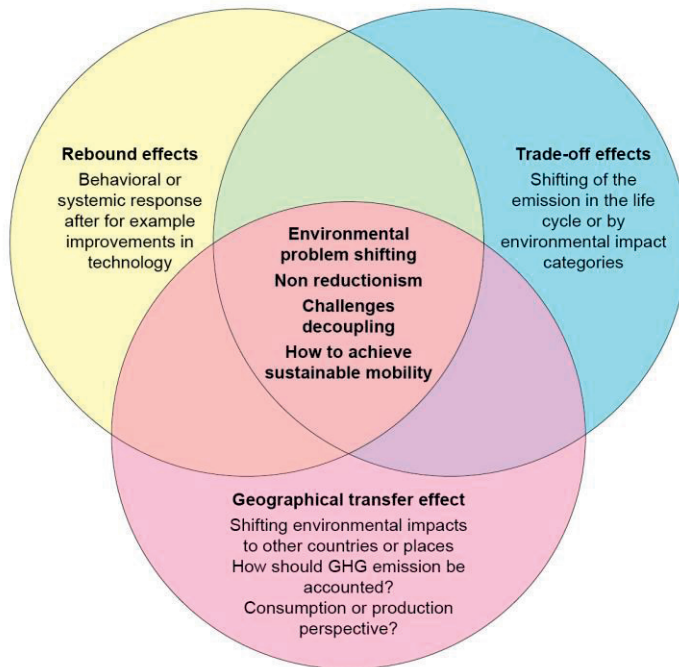 Rebound effects
Behavioral or
systemic response
after for example
improvements in
technology
Trade-off effects
Shifting of the
emission in the life
cycle or by
environmental impact
categories
Environmental
problem shifting
Non reductionism
Challenges
decoupling
How to achieve
sustainable mobility
Geographical transfer effect
Shifting environmental impacts
to other countries or places
How should GHG emission be
accounted?
Consumption or production
perspective?